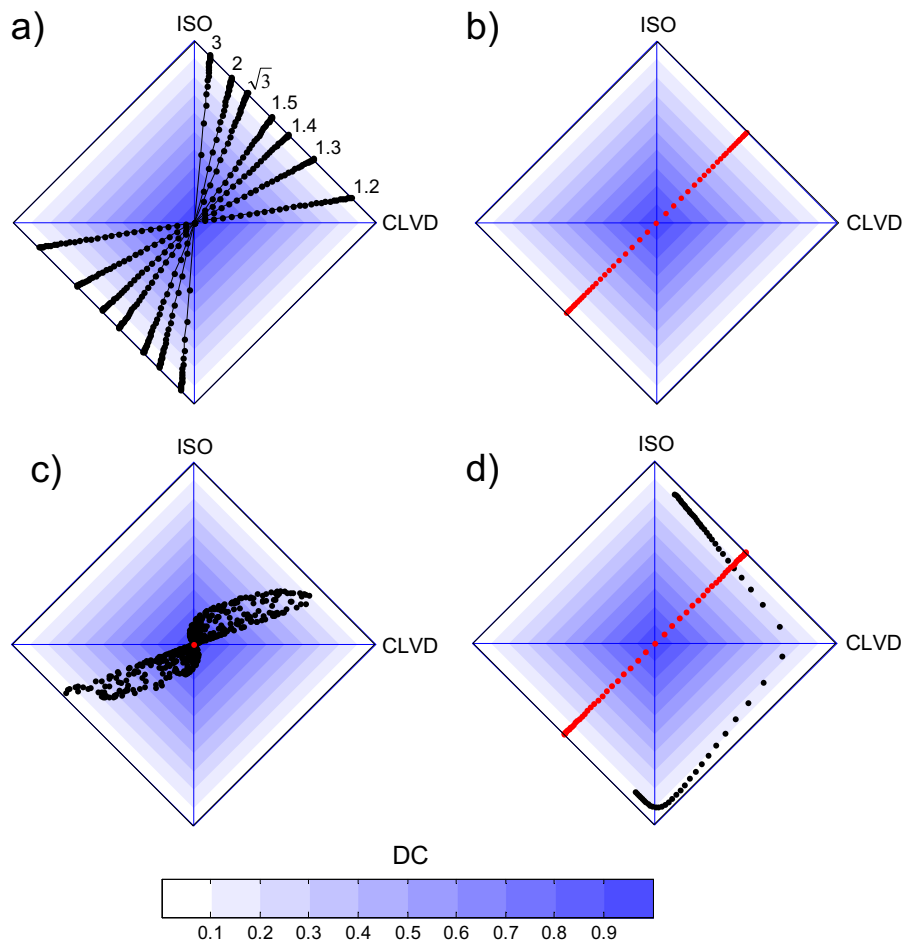 a)
ISO
3
2
√3
1.5
1.4
1.3
1.2
CLVD
b)
ISO
CLVD
c)
ISO
CLVD
d)
ISO
CLVD
DC
0.1 0.2 0.3 0.4 0.5 0.6 0.7 0.8 0.9